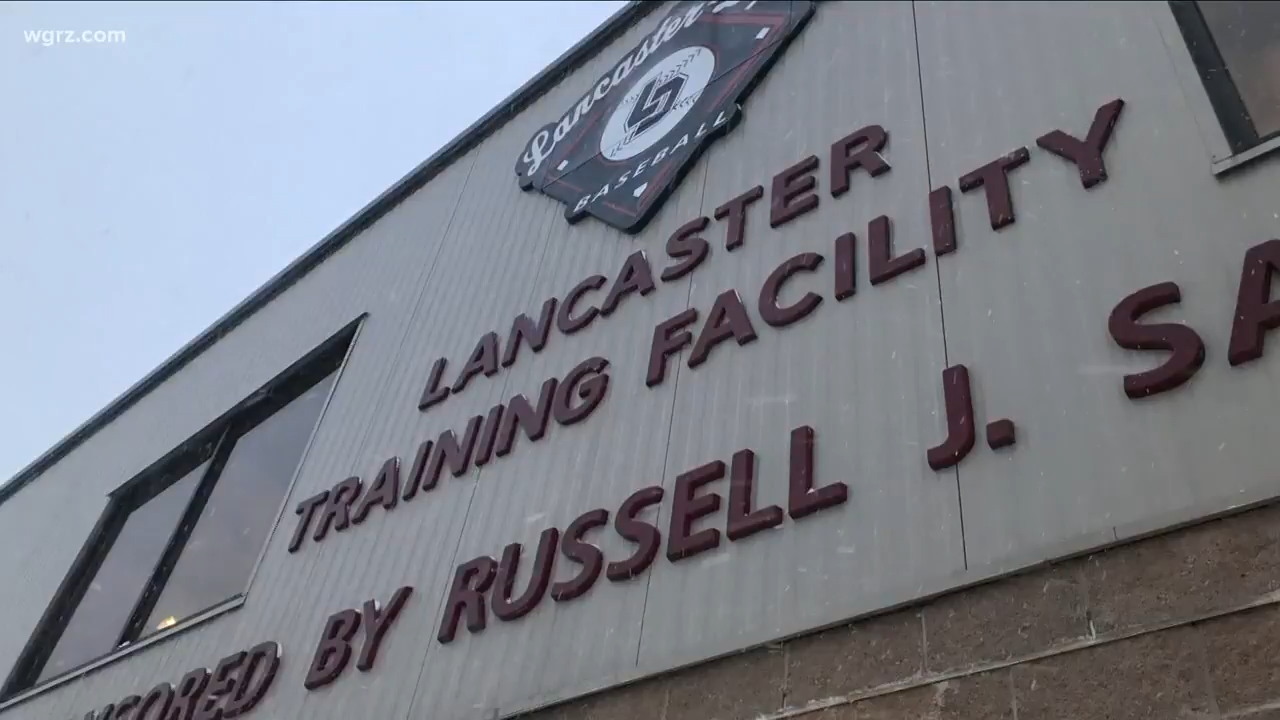 wgrz.com
Lancaster
BASEBALL
LANCASTER
TRAINING FACILITY
BY RUSSELL J.